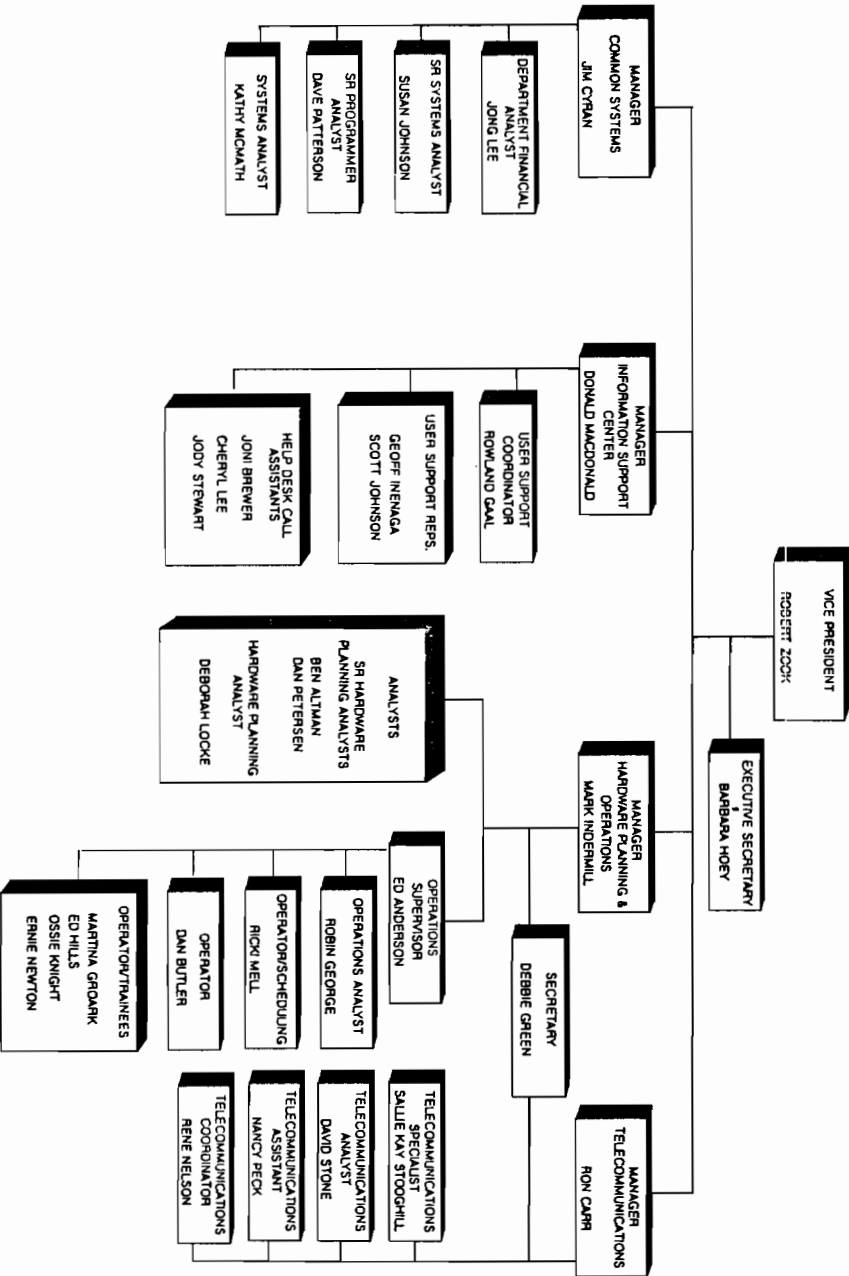 VICE PRESIDENT
ROBERT ZOOK
EXECUTIVE SECRETARY
BARBARA HOEY
MANAGER
COMMON SYSTEMS
JIM CYRAN
DEPARTMENT FINANCIAL
ANALYST
JONG LEE
SR SYSTEMS ANALYST
SUSAN JOHNSON
SR PROGRAMMER
ANALYST
DAVE PATTERSON
SYSTEMS ANALYST
KATHY MCMATH
MANAGER
INFORMATION SUPPORT
CENTER
DONALD MACDONALD
USER SUPPORT
COORDINATOR
ROWLAND GAAL
USER SUPPORT REPS.
GEOFF INENAGA
SCOTT JOHNSON
HELP DESK CALL
ASSISTANTS
JONI BREWER
CHERYL LEE
JODY STEWART
MANAGER
HARDWARE PLANNING &
OPERATIONS
MARK INDERMILL
SECRETARY
DEBBIE GREEN
ANALYSTS
SR HARDWARE
PLANNING ANALYSTS
BEN ALTMAN
DAN PETERSEN
HARDWARE PLANNING
ANALYST
DEBORAH LOCKE
OPERATIONS
SUPERVISOR
ED ANDERSON
OPERATIONS ANALYST
ROBIN GEORGE
OPERATOR/SCHEDULING
RICKI MELL
OPERATOR
DAN BUTLER
OPERATOR/TRAINEES
MARTINA GROARK
ED HILLS
OSSIE KNIGHT
ERNIE NEWTON
MANAGER
TELECOMMUNICATIONS
RON CARR
TELECOMMUNICATIONS
SPECIALIST
SALLIE KAY STOOGHILL
TELECOMMUNICATIONS
ANALYST
DAVID STONE
TELECOMMUNICATIONS
ASSISTANT
NANCY PECK
TELECOMMUNICATIONS
COORDINATOR
RENE NELSON